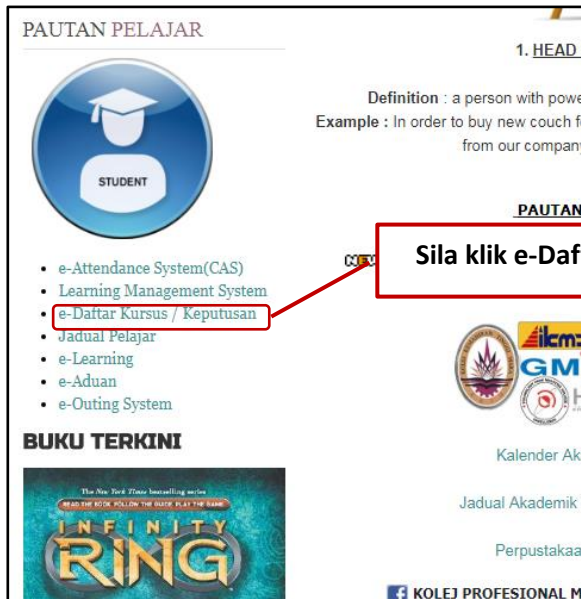 PAUTAN PELAJAR
STUDENT
e-Attendance System(CAS)
Learning Management System
e-Daftar Kursus / Keputusan
Jadual Pelajar
e-Learning
e-Aduan
e-Outing System
BUKU TERKINI
The New York Times bestselling series
READ THE BOOK. FOLLOW THE GUIDE. PLAY THE GAME.
INFINITY
RING
1. HEAD
Definition : a person with powe
Example : In order to buy new couch f
from our company
PAUTAN
Sila klik e-Daf
GM
Kalender Ak
Jadual Akademik
Perpustakaa
f KOLEJ PROFESIONAL M